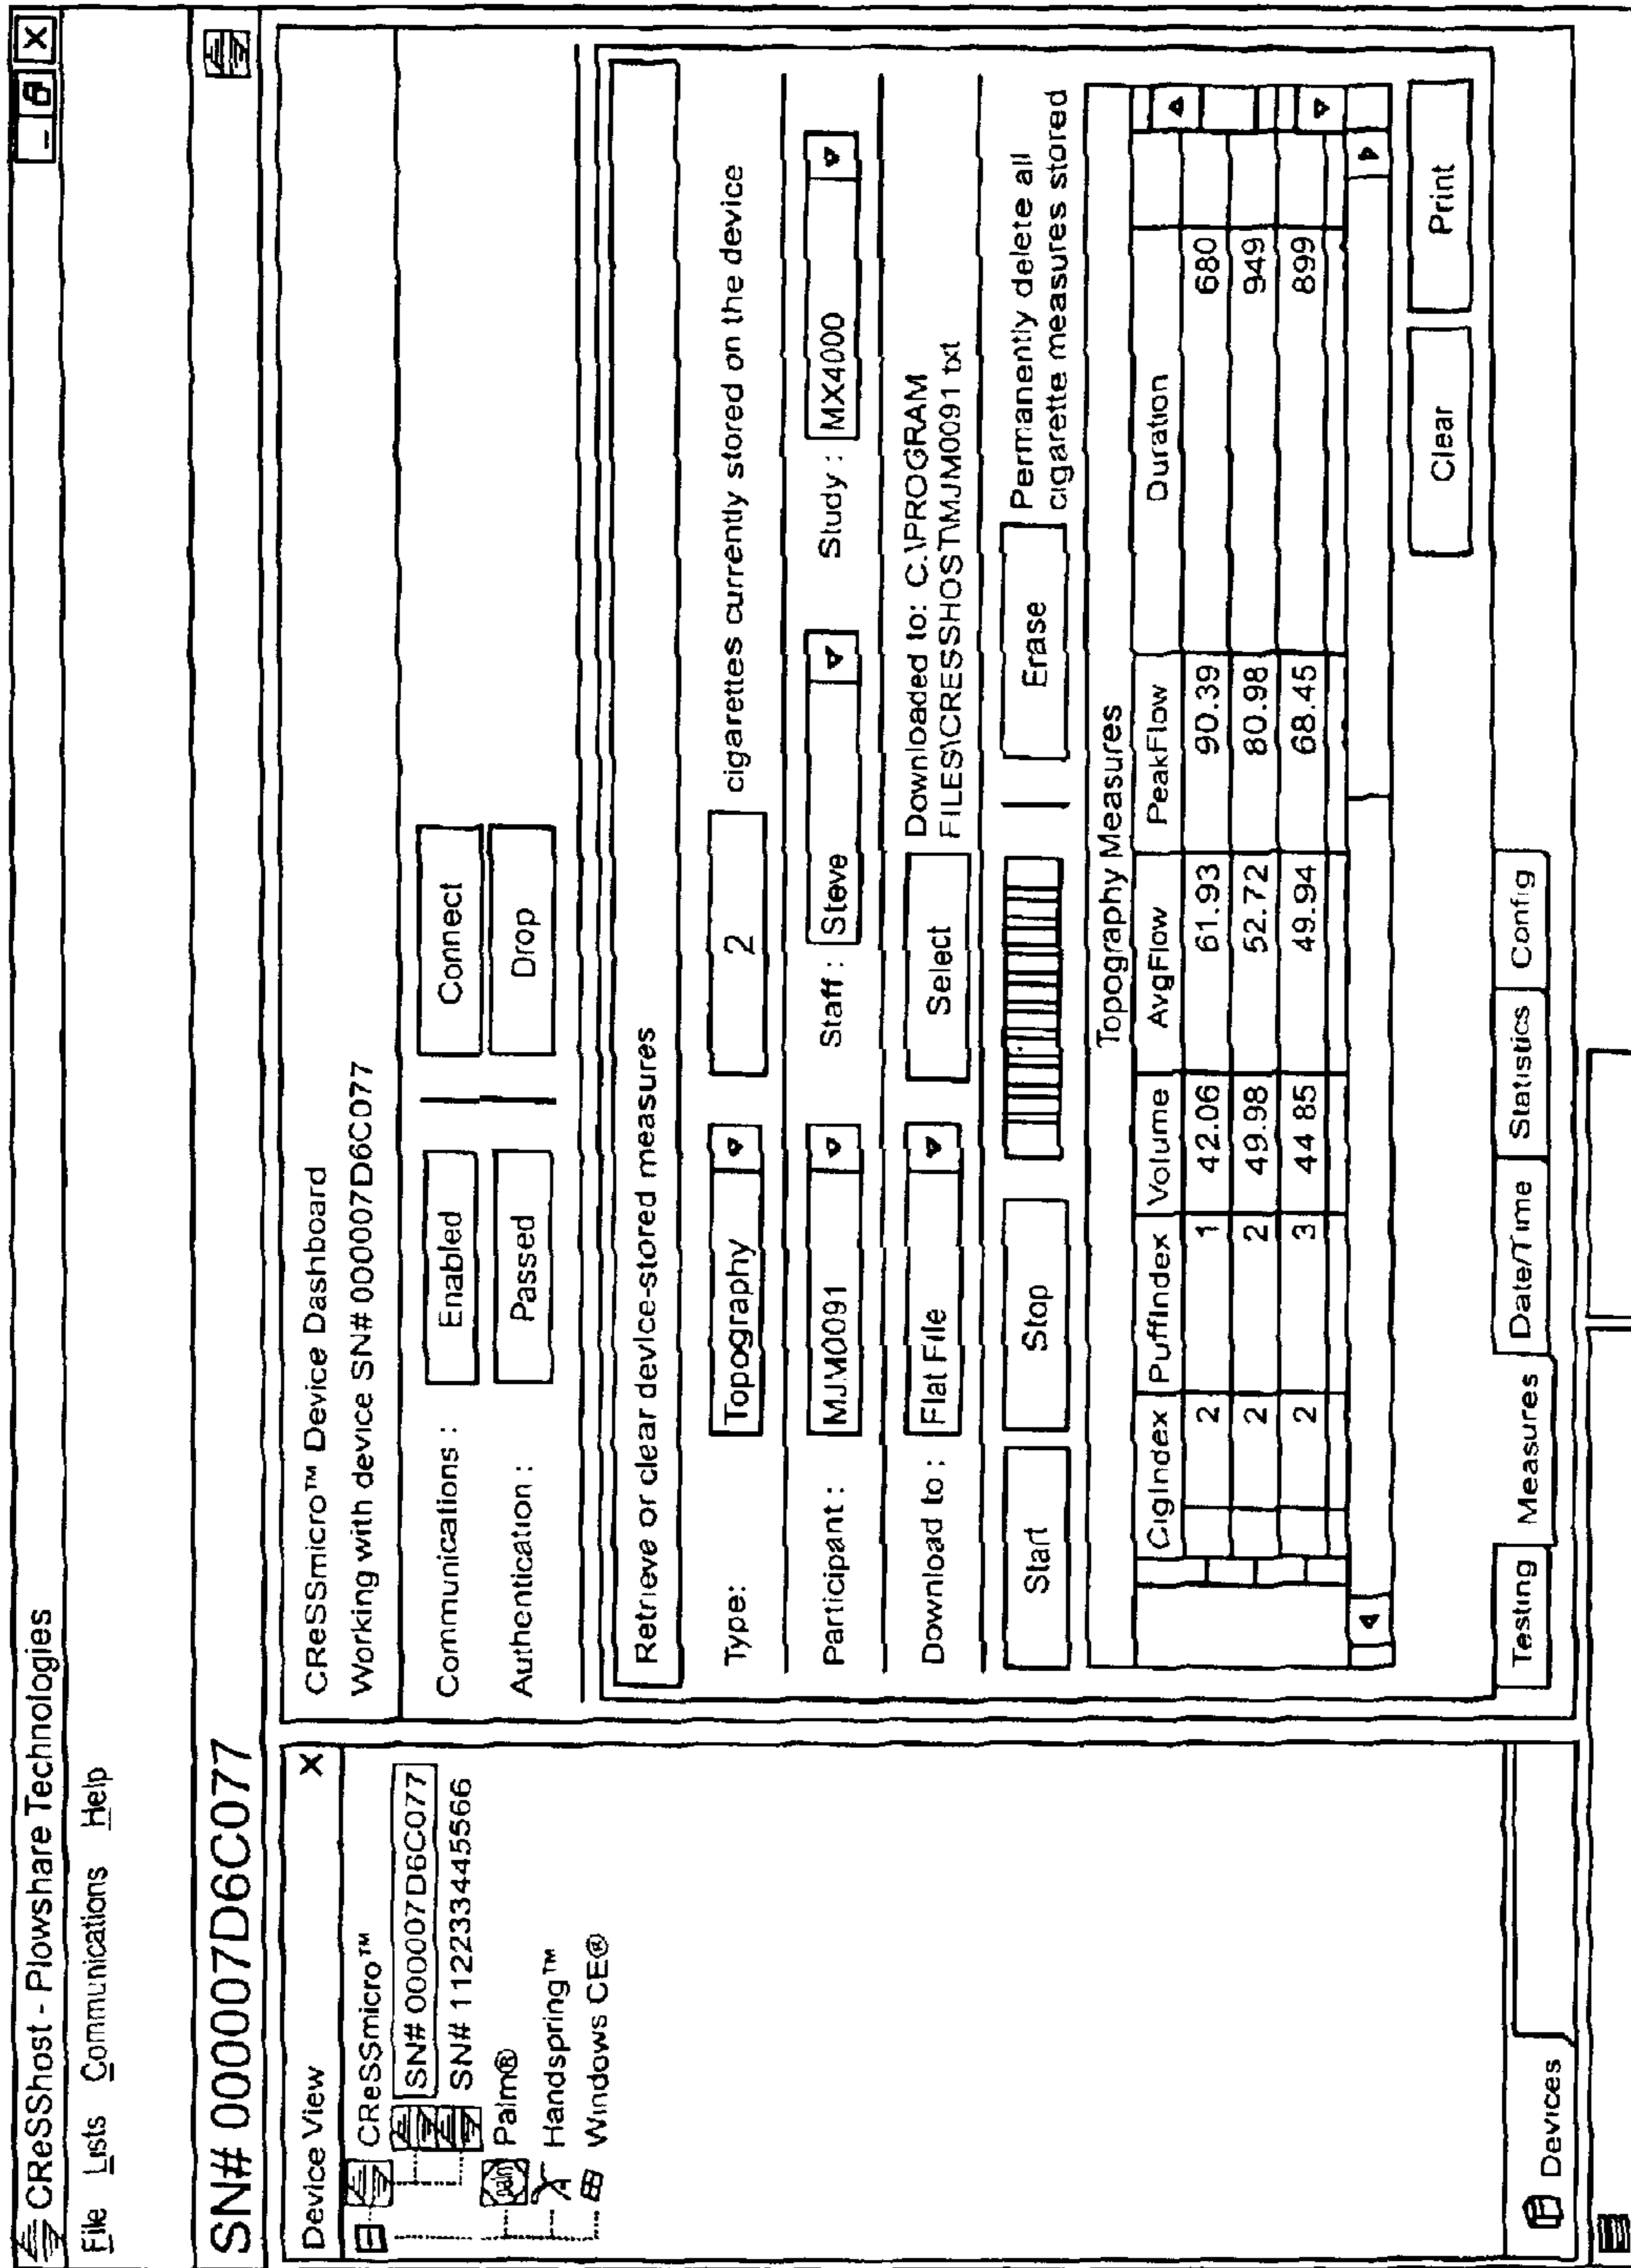 CReSShost - Plowshare Technologies
File Lists Communications Help
SN# 000007D6C077
Device View X
CReSSmicro™
SN# 000007D6C077
SN# 112233445566
Palm®
Handspring™
Windows CE®
Devices
CReSSmicro™ Device Dashboard
Working with device SN# 000007D6C077
Communications : Enabled Connect
Authentication : Passed Drop
Retrieve or clear device-stored measures
Type: Topography 2 cigarettes currently stored on the device
Participant : MJM0091 Staff : Steve Study : MX4000
Download to : Flat File Select Downloaded to: C.\PROGRAM
FILES\CRESSHOST\MJM0091 txt
Start Stop Erase Permanently delete all
cigarette measures stored
Topography Measures
CigIndex PuffIndex Volume AvgFlow PeakFlow Duration
2 1 42.06 61.93 90.39 680
2 2 49.98 52.72 80.98 949
2 3 44 85 49.94 68.45 899
Clear Print
Testing Measures Date/Time Statistics Config